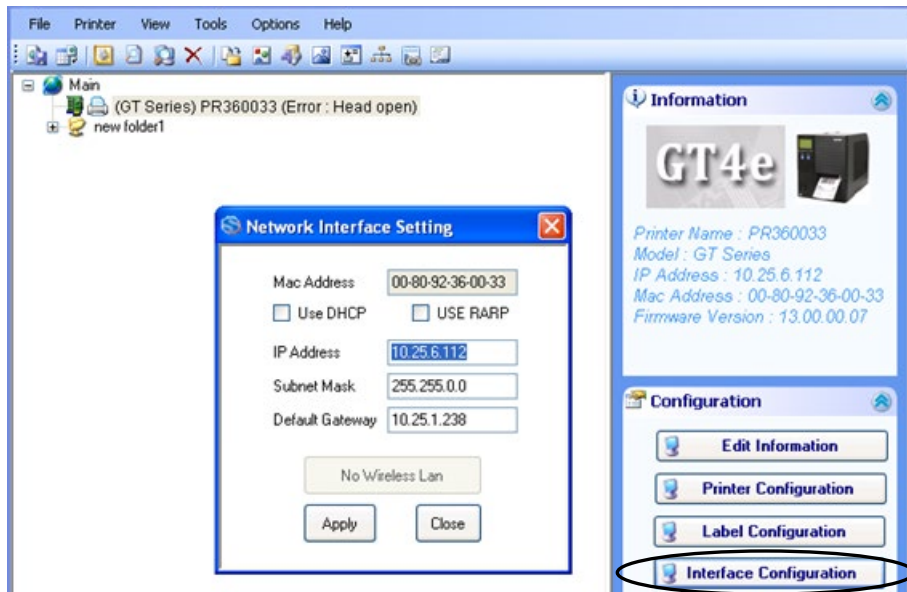 File Printer View Tools Options Help
Main
(GT Series) PR360033 (Error : Head open)
new folder1
Network Interface Setting
Mac Address 00-80-92-36-00-33
Use DHCP USE RARP
IP Address 10.25.6.112
Subnet Mask 255.255.0.0
Default Gateway 10.25.1.238
No Wireless Lan
Apply Close
Information
GT4e
Printer Name : PR360033
Model : GT Series
IP Address : 10.25.6.112
Mac Address : 00-80-92-36-00-33
Firmware Version : 13.00.00.07
Configuration
Edit Information
Printer Configuration
Label Configuration
Interface Configuration